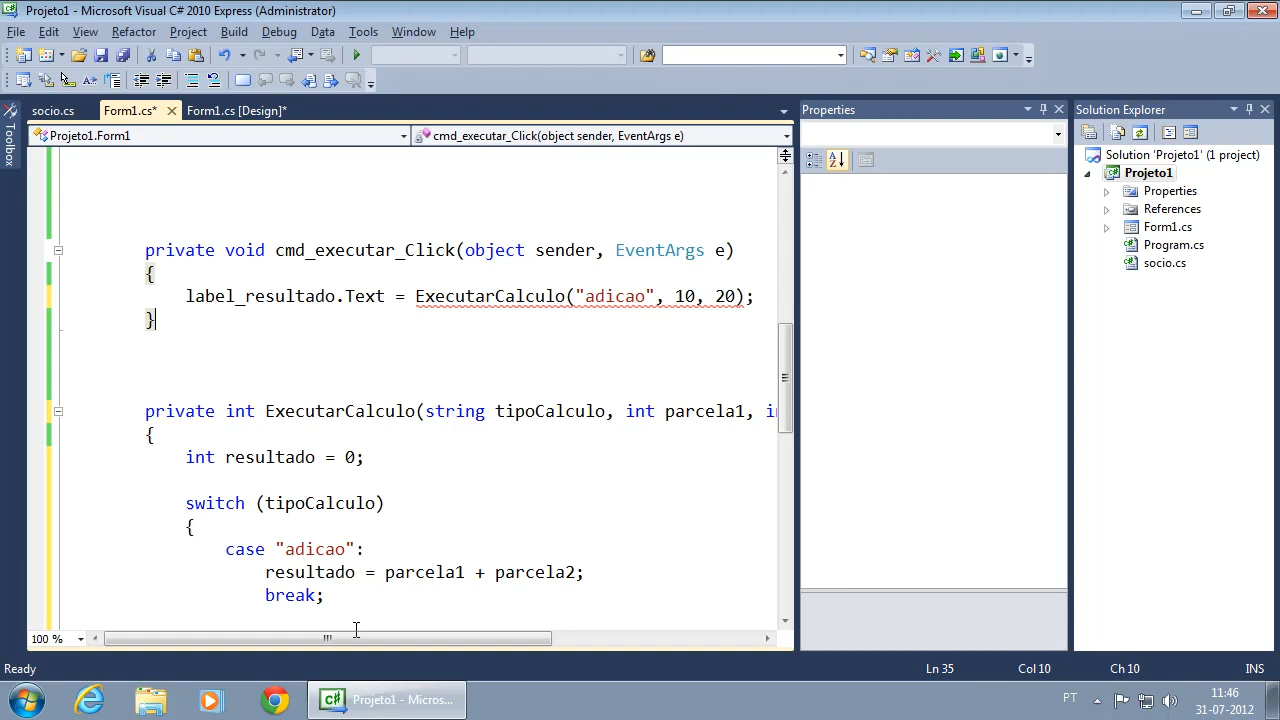 Projeto1 - Microsoft Visual C# 2010 Express (Administrator)
File Edit View Refactor Project Build Debug Data Tools Window Help
socio.cs Form1.cs* Form1.cs [Design]*
Properties
Solution Explorer
Toolbox
Projeto1.Form1
cmd_executar_Click(object sender, EventArgs e)
Solution 'Projeto1' (1 project)
Projeto1
Properties
References
Form1.cs
Program.cs
socio.cs
private void cmd_executar_Click(object sender, EventArgs e)
{
label_resultado.Text = ExecutarCalculo("adicao", 10, 20);
}
private int ExecutarCalculo(string tipoCalculo, int parcela1, in
{
int resultado = 0;
switch (tipoCalculo)
{
case "adicao":
resultado = parcela1 + parcela2;
break;
100 %
Ready
Ln 35 Col 10 Ch 10 INS
Projeto1 - Micros...
PT
11:46
31-07-2012